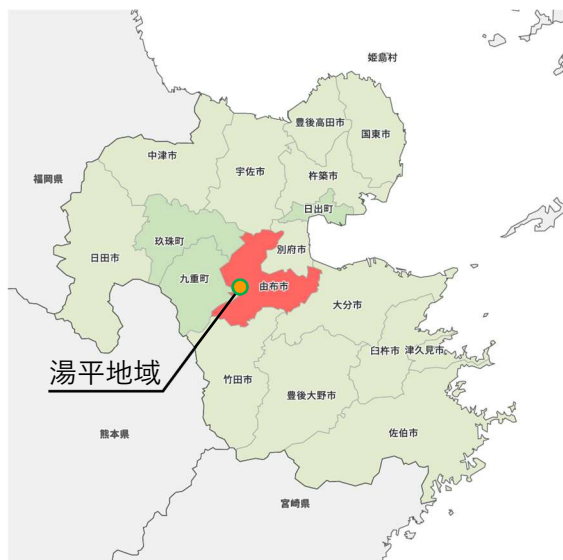 姫島村
豊後高田市
国東市
中津市
宇佐市
杵築市
福岡県
日出町
玖珠町
別府市
日田市
九重町
由布市
大分市
臼杵市
津久見市
湯平地域
竹田市
豊後大野市
熊本県
佐伯市
宮崎県